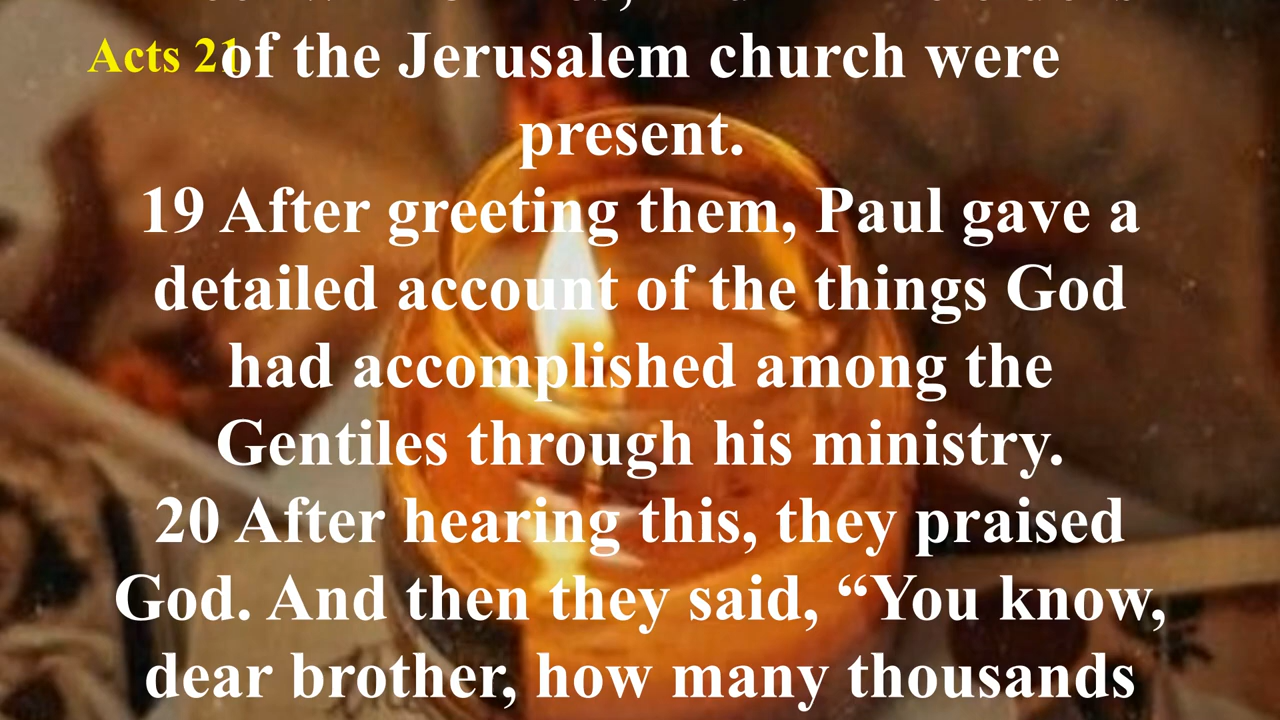 Acts 21
of the Jerusalem church were
present.
19 After greeting them, Paul gave a
detailed account of the things God
had accomplished among the
Gentiles through his ministry.
20 After hearing this, they praised
God. And then they said, “You know,
dear brother, how many thousands